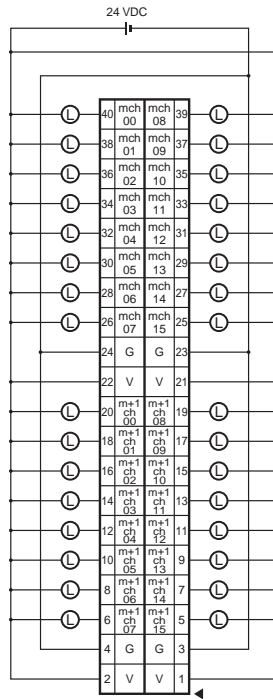 24 VDC
L 40 mch 00 mch 08 39 L
L 38 mch 01 mch 09 37 L
L 36 mch 02 mch 10 35 L
L 34 mch 03 mch 11 33 L
L 32 mch 04 mch 12 31 L
L 30 mch 05 mch 13 29 L
L 28 mch 06 mch 14 27 L
L 26 mch 07 mch 15 25 L
24 G G 23
22 V V 21
L 20 m+1 ch 00 m+1 ch 08 19 L
L 18 m+1 ch 01 m+1 ch 09 17 L
L 16 m+1 ch 02 m+1 ch 10 15 L
L 14 m+1 ch 03 m+1 ch 11 13 L
L 12 m+1 ch 04 m+1 ch 12 11 L
L 10 m+1 ch 05 m+1 ch 13 9 L
L 8 m+1 ch 06 m+1 ch 14 7 L
L 6 m+1 ch 07 m+1 ch 15 5 L
4 G G 3
2 V V 1